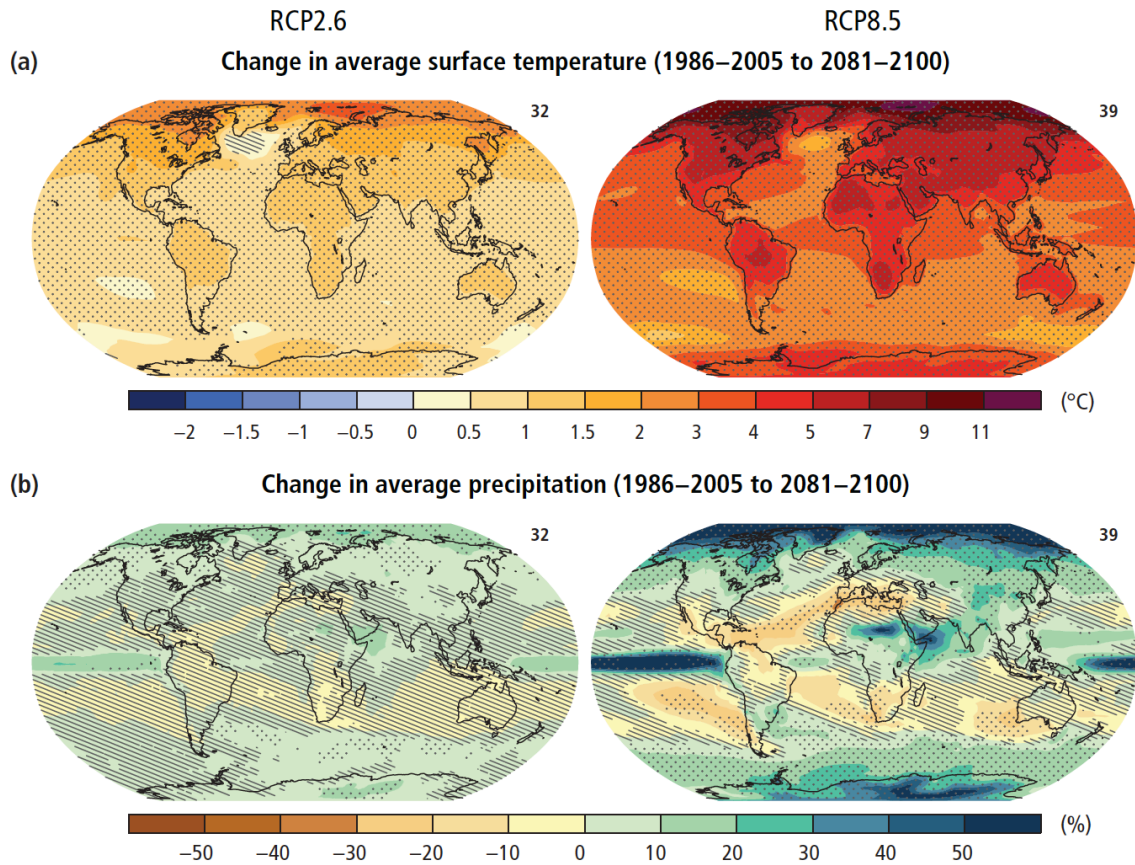 RCP2.6 RCP8.5
(a) Change in average surface temperature (1986–2005 to 2081–2100)
32 39
(°C)
−2 −1.5 −1 −0.5 0 0.5 1 1.5 2 3 4 5 7 9 11
(b) Change in average precipitation (1986–2005 to 2081–2100)
32 39
(%)
−50 −40 −30 −20 −10 0 10 20 30 40 50